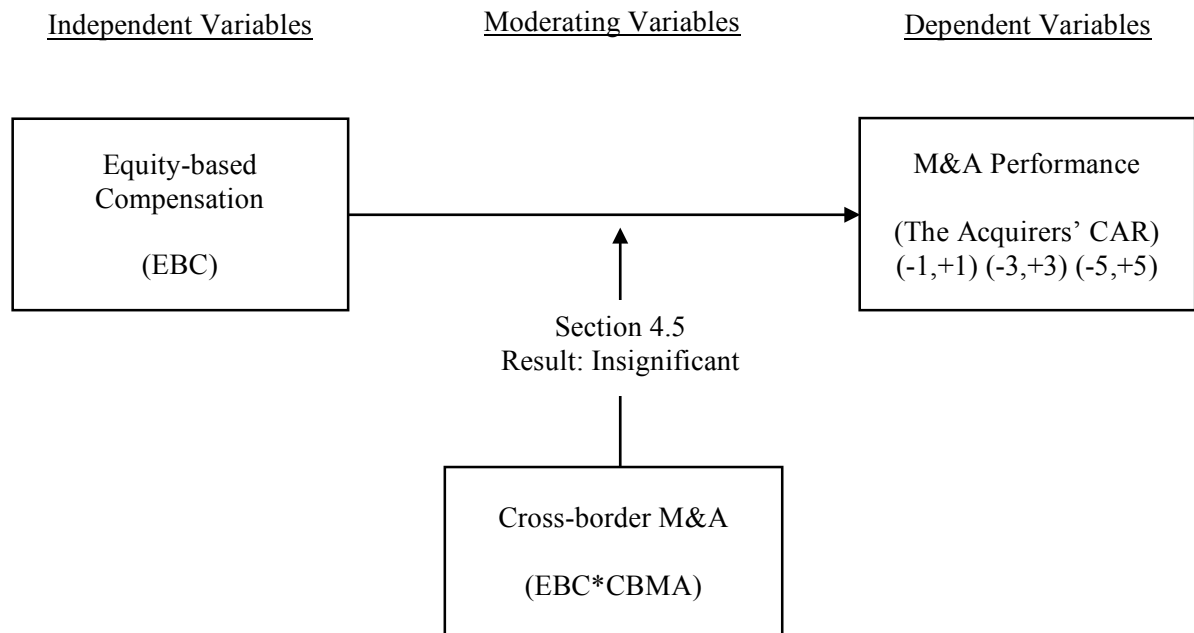 Independent Variables
Moderating Variables
Dependent Variables
Equity-based
Compensation
(EBC)
M&A Performance
(The Acquirers’ CAR)
(-1,+1) (-3,+3) (-5,+5)
Section 4.5
Result: Insignificant
Cross-border M&A
(EBC*CBMA)